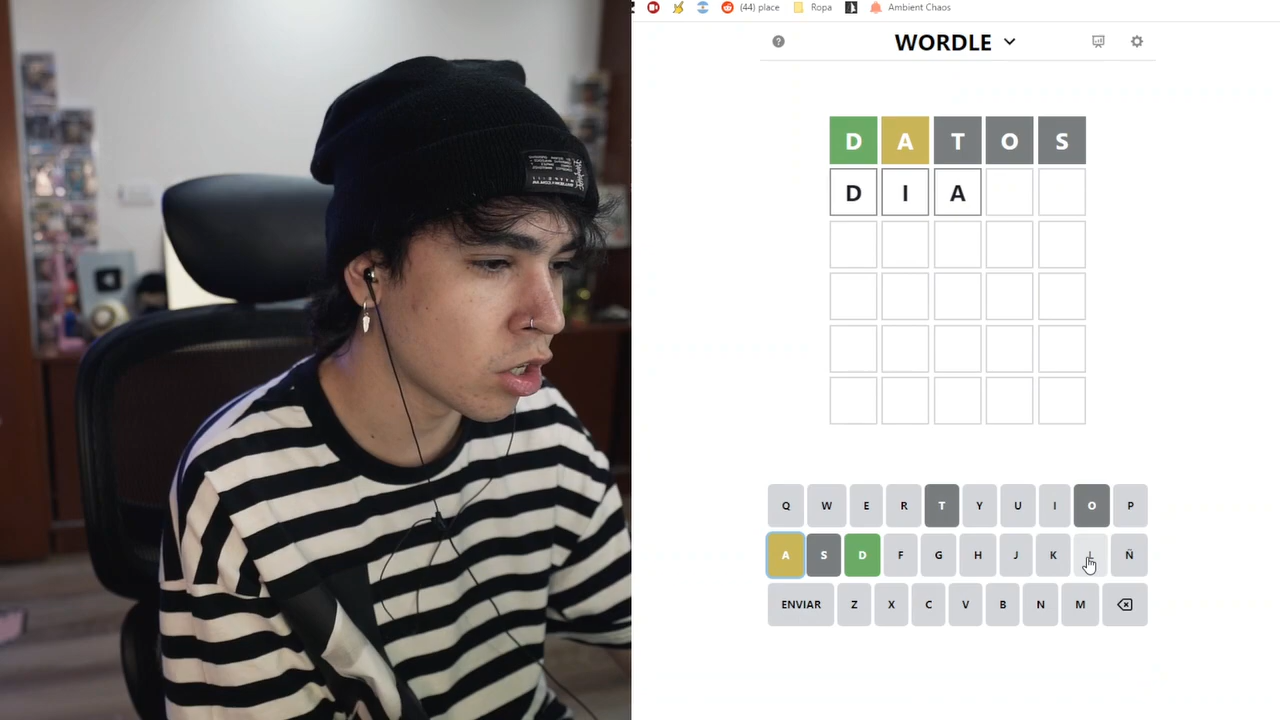 (44) place Ropa Ambient Chaos
WORDLE
D A T O S
D I A
Q W E R T Y U I O P
A S D F G H J K L Ñ
ENVIAR Z X C V B N M